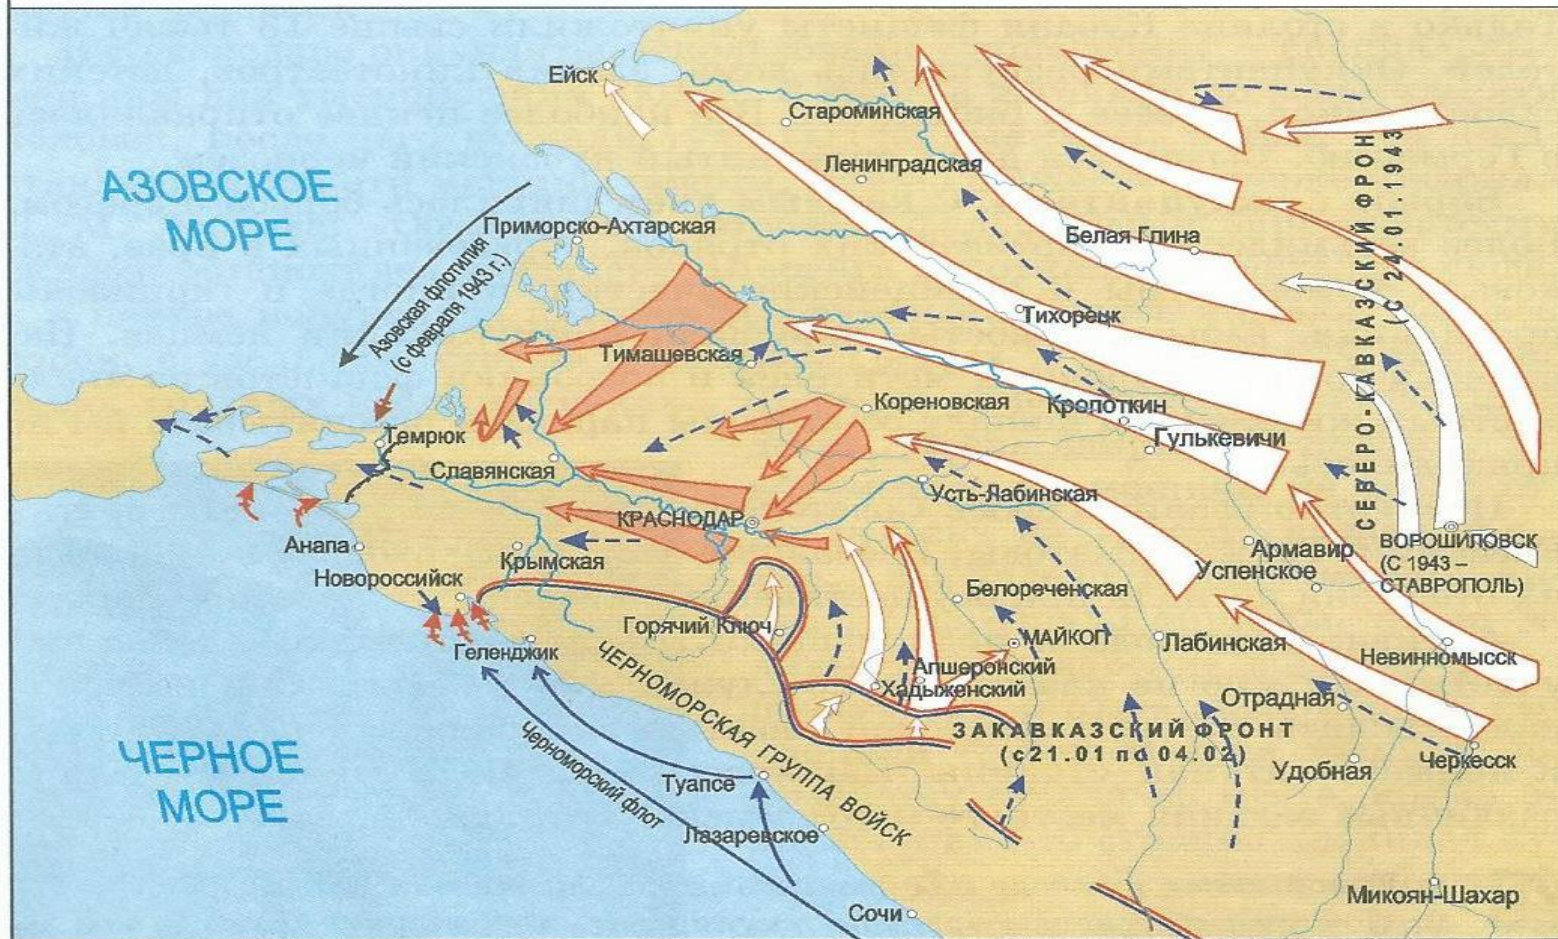 Ейск
Староминская
АЗОВСКОЕ
МОРЕ
Ленинградская
Приморско-Ахтарская
Белая Глина
СЕВЕРО-КАВКАЗСКИЙ ФРОНТ
(С 24.01.1943
Азовская флотилия
(с февраля 1943 г.)
Тихорецк
Тимашевская
Кореновская
Кропоткин
Гулькевичи
Темрюк
Славянская
Усть-Лабинская
КРАСНОДАР
Анапа
Крымская
Армавир
Успенское
ВОРОШИЛОВСК
(С 1943 –
СТАВРОПОЛЬ)
Новороссийск
Белореченская
Горячий Ключ
МАЙКОП
Лабинская
Геленджик
Невинномысск
Апшеронский
Хадыженский
Отрадная
ЧЕРНОМОРСКАЯ ГРУППА ВОЙСК
ЗАКАВКАЗСКИЙ ФРОНТ
(с21.01 по 04.02)
Черкесск
Удобная
ЧЕРНОЕ
МОРЕ
Черноморский флот
Туапсе
Лазаревское
Микоян-Шахар
Сочи